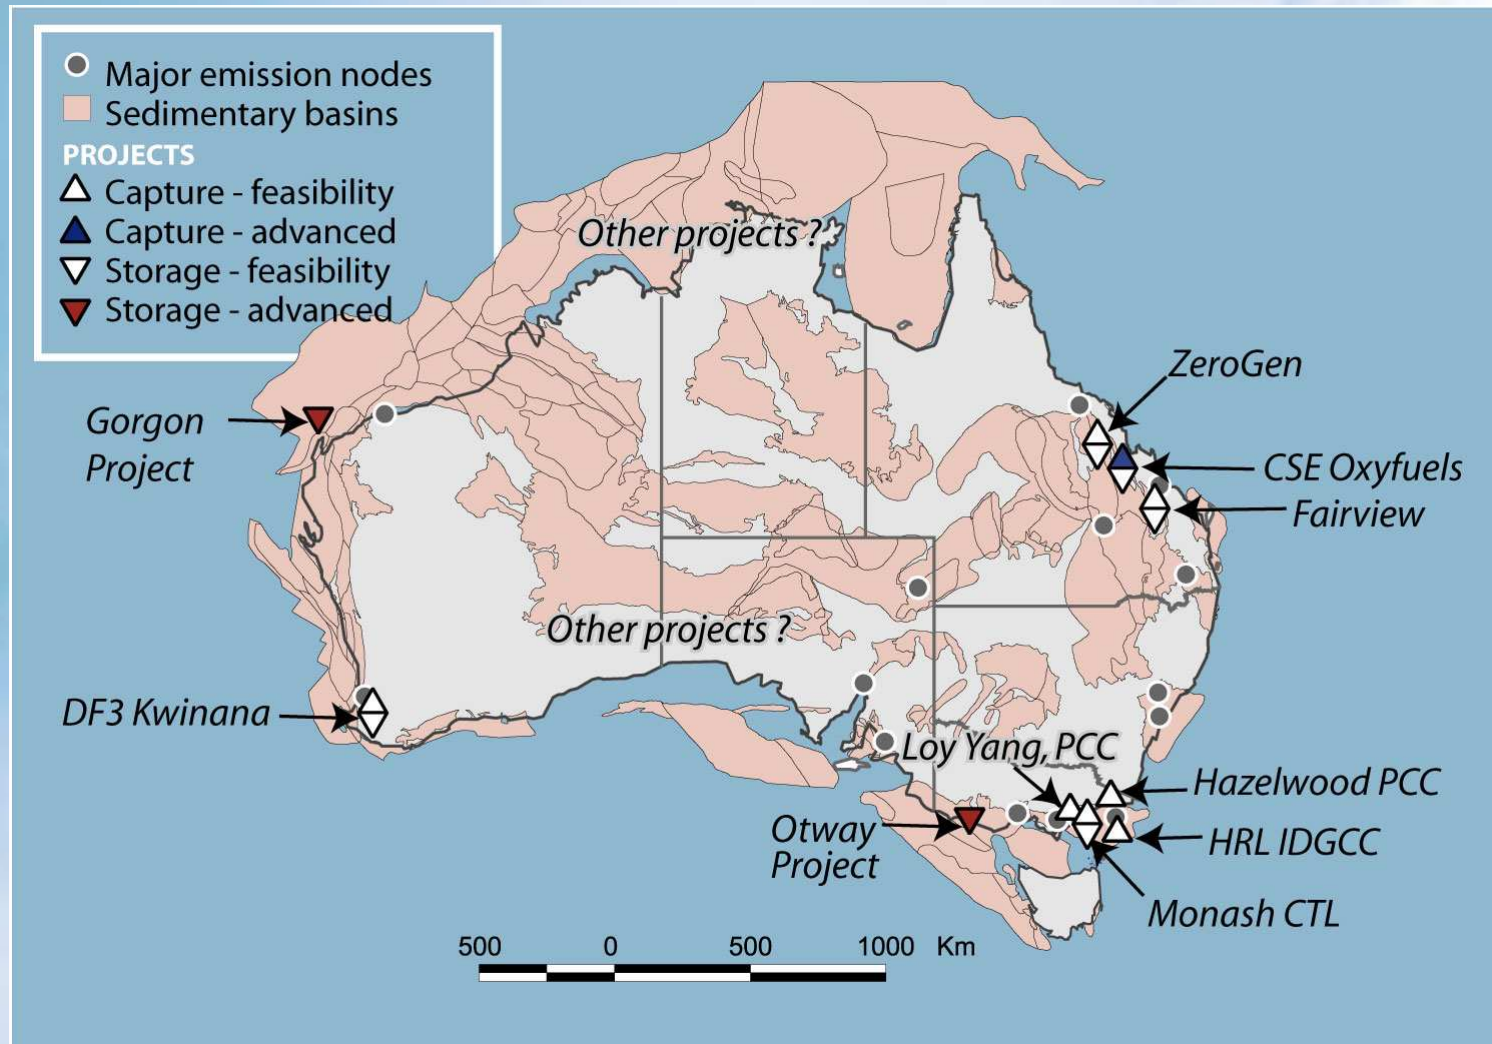 Major emission nodes
Sedimentary basins
PROJECTS
Capture - feasibility
Capture - advanced
Storage - feasibility
Storage - advanced
Other projects ?
ZeroGen
Gorgon
Project
CSE Oxyfuels
Fairview
Other projects ?
DF3 Kwinana
Loy Yang, PCC
Hazelwood PCC
Otway
Project
HRL IDGCC
Monash CTL
500 0 500 1000 Km